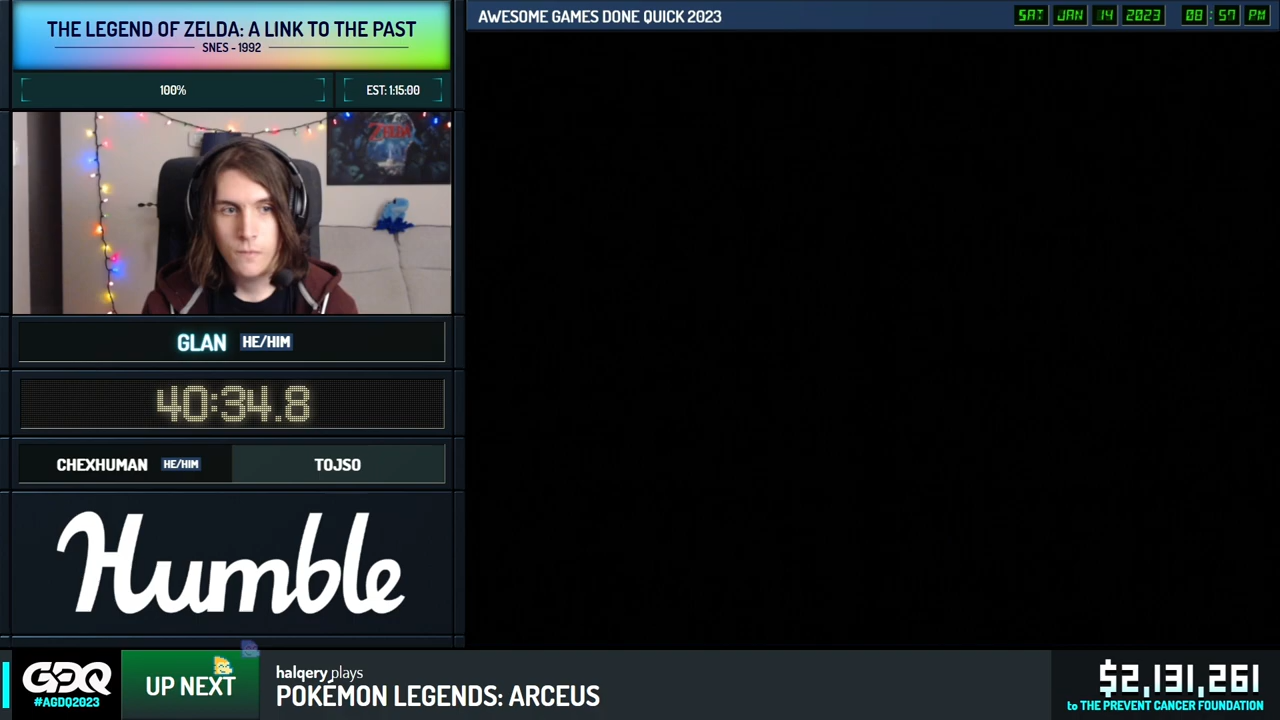 THE LEGEND OF ZELDA: A LINK TO THE PAST
SNES - 1992
100%
EST: 1:15:00
AWESOME GAMES DONE QUICK 2023
SAT JAN 14 2023 08:57 PM
ZELDA
GLAN HE/HIM
40:34.8
CHEXHUMAN HE/HIM
TOJSO
Humble
GDQ
#AGDQ2023
UP NEXT
halqery plays
POKÉMON LEGENDS: ARCEUS
$2,131,261
to THE PREVENT CANCER FOUNDATION